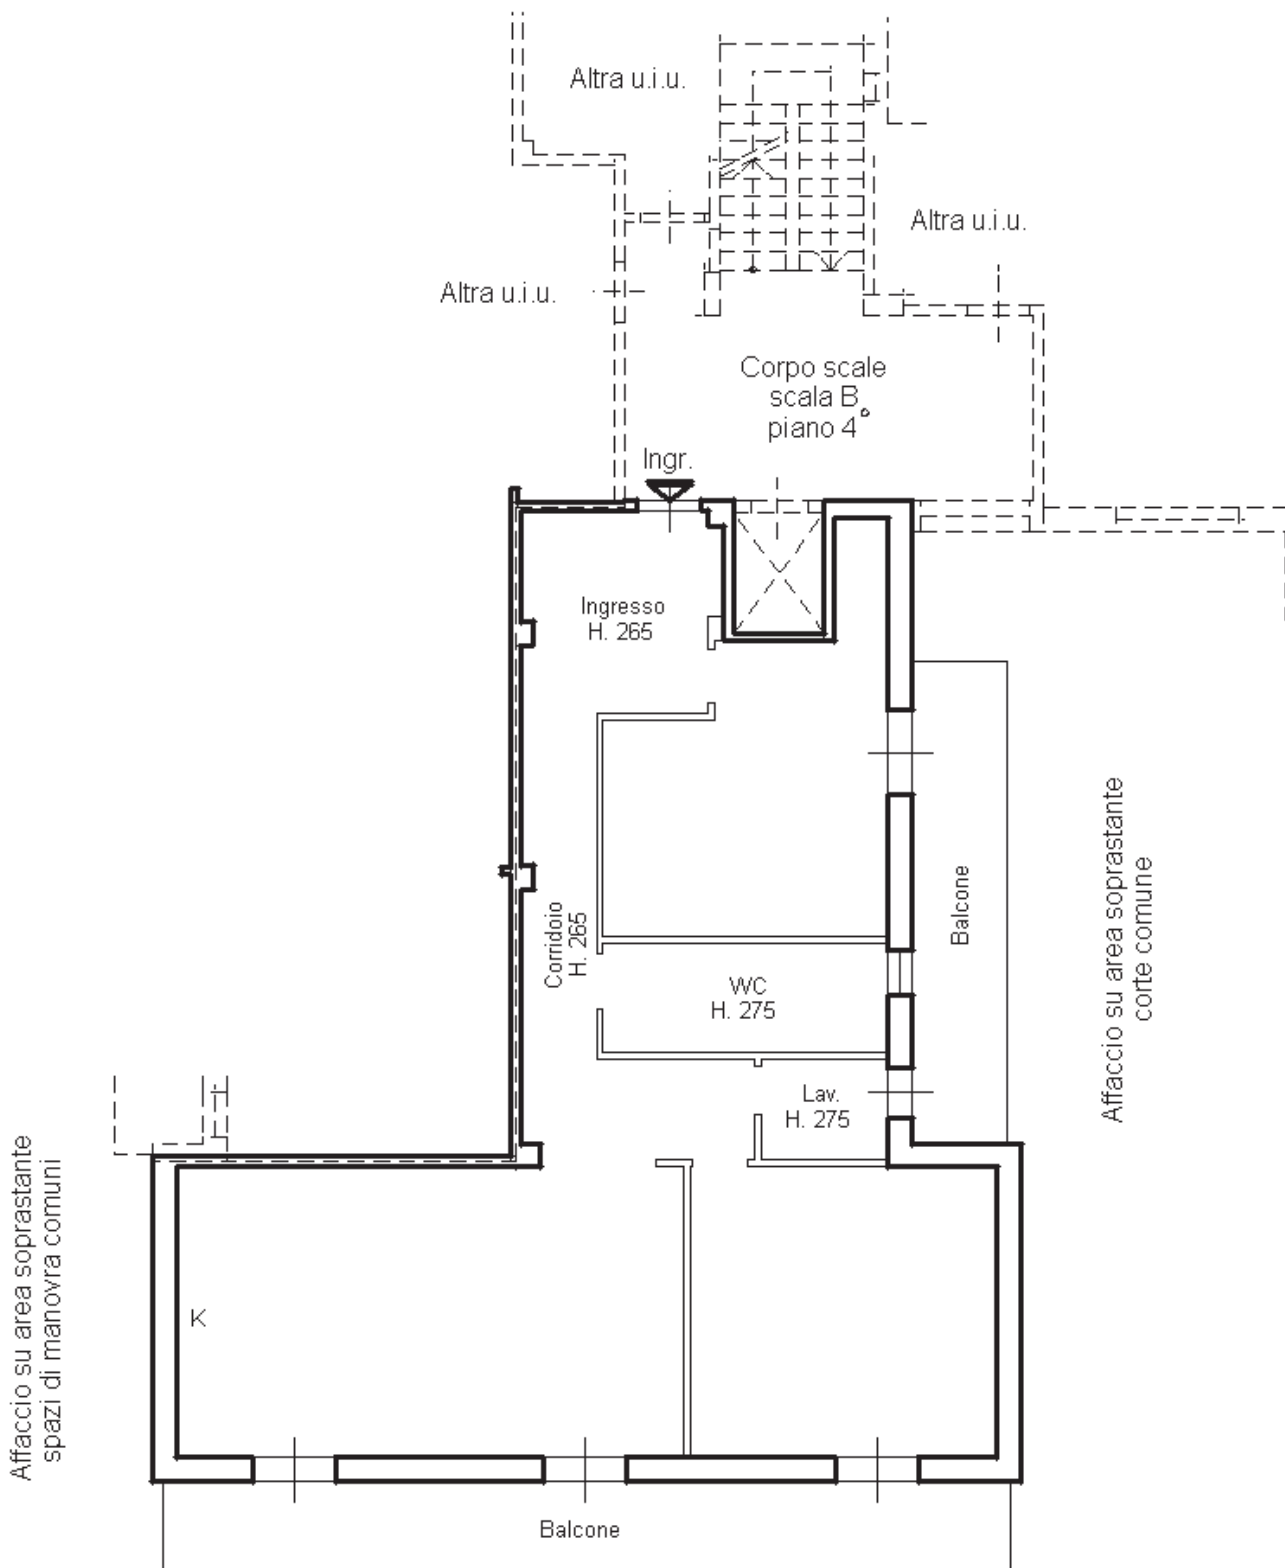 Altra u.i.u.
Altra u.i.u.
Altra u.i.u.
Corpo scale
scala B
piano 4°
Ingr.
Ingresso
H. 265
Corridoio
H. 265
WC
H. 275
Lav.
H. 275
Balcone
Affaccio su area soprastante
corte comune
Affaccio su area soprastante
spazi di manovra comuni
K
Balcone